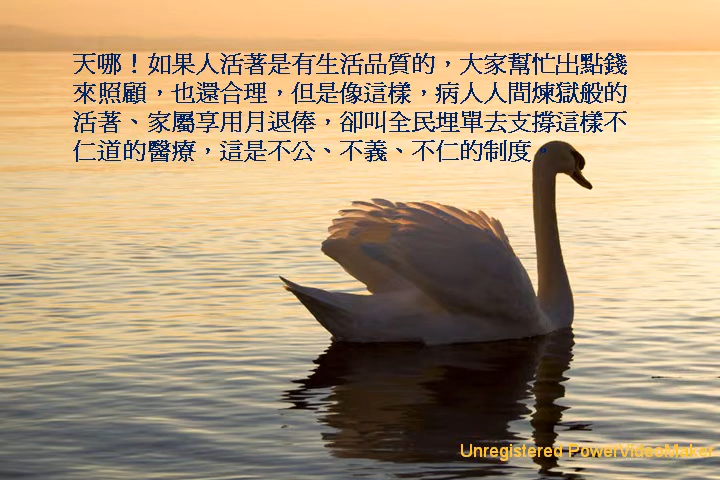 天哪！如果人活著是有生活品質的，大家幫忙出點錢
來照顧，也還合理，但是像這樣，病人人間煉獄般的
活著、家屬享用月退俸，卻叫全民埋單去支撐這樣不
仁道的醫療，這是不公、不義、不仁的制度。
Unregistered PowerVideoMaker